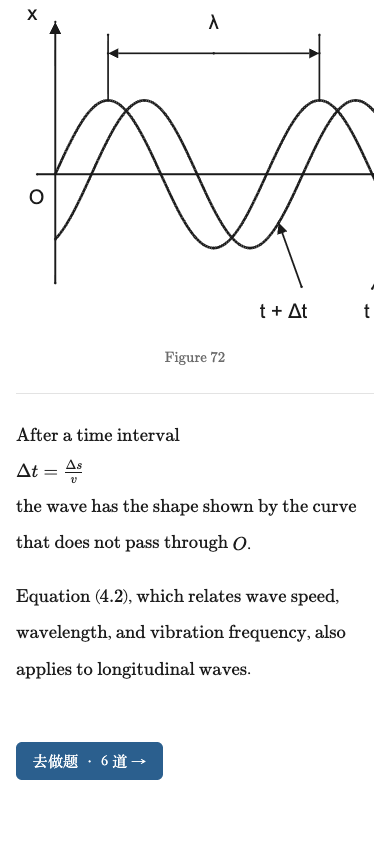 x
λ
O
t + Δt
t
Figure 72
After a time interval
Δt = Δs/v
the wave has the shape shown by the curve
that does not pass through O.
Equation (4.2), which relates wave speed,
wavelength, and vibration frequency, also
applies to longitudinal waves.
去做题 · 6 道 →